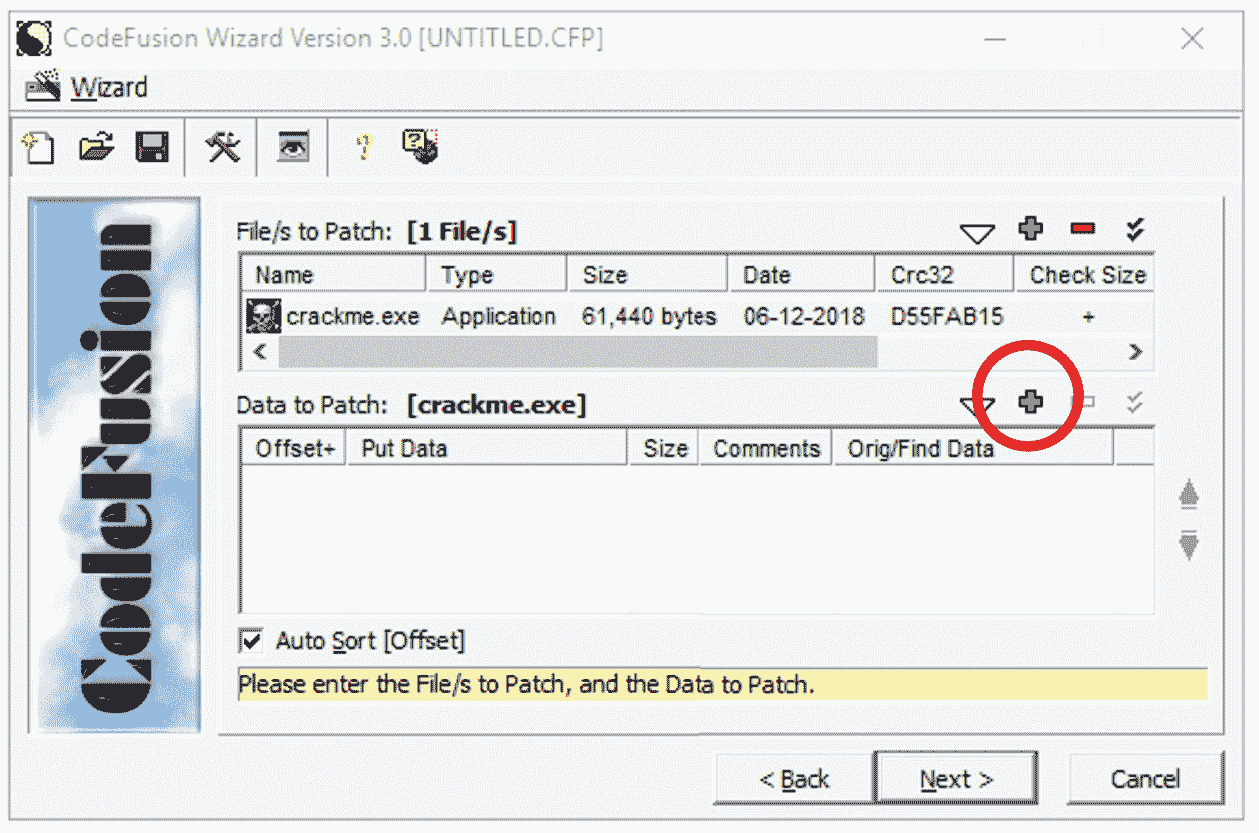 CodeFusion Wizard Version 3.0 [UNTITLED.CFP]
Wizard
CodeFusion
File/s to Patch: [1 File/s]
Name Type Size Date Crc32 Check Size
crackme.exe Application 61,440 bytes 06-12-2018 D55FAB15 +
Data to Patch: [crackme.exe]
Offset+ Put Data Size Comments Orig/Find Data
Auto Sort [Offset]
Please enter the File/s to Patch, and the Data to Patch.
< Back Next > Cancel